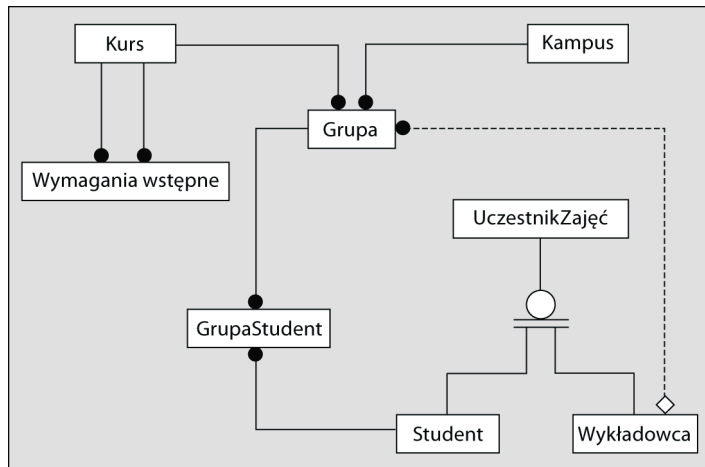 Kurs
Kampus
Grupa
Wymagania wstępne
UczestnikZajęć
GrupaStudent
Student
Wykładowca